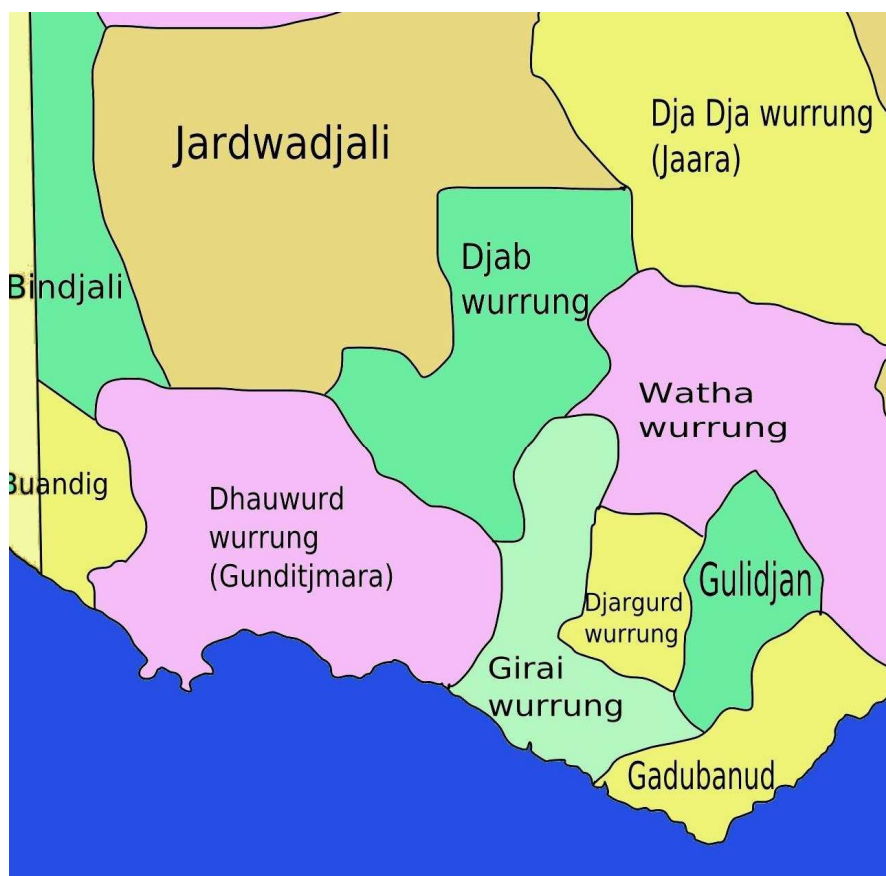 Jardwadjali
Dja Dja wurrung
(Jaara)
Djab
wurrung
Bindjali
Watha
wurrung
Buandig
Dhauwurd
wurrung
(Gunditjmara)
Gulidjan
Djargurd
wurrung
Girai
wurrung
Gadubanud